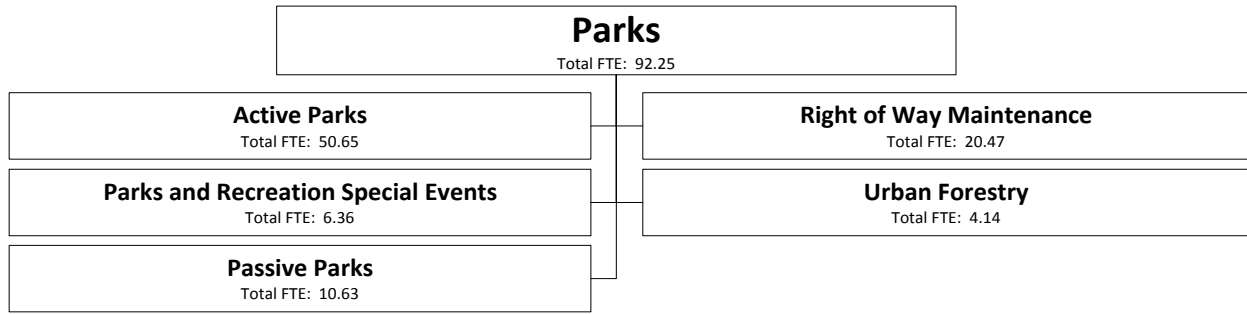 Parks
Total FTE: 92.25
Active Parks
Total FTE: 50.65
Right of Way Maintenance
Total FTE: 20.47
Parks and Recreation Special Events
Total FTE: 6.36
Urban Forestry
Total FTE: 4.14
Passive Parks
Total FTE: 10.63